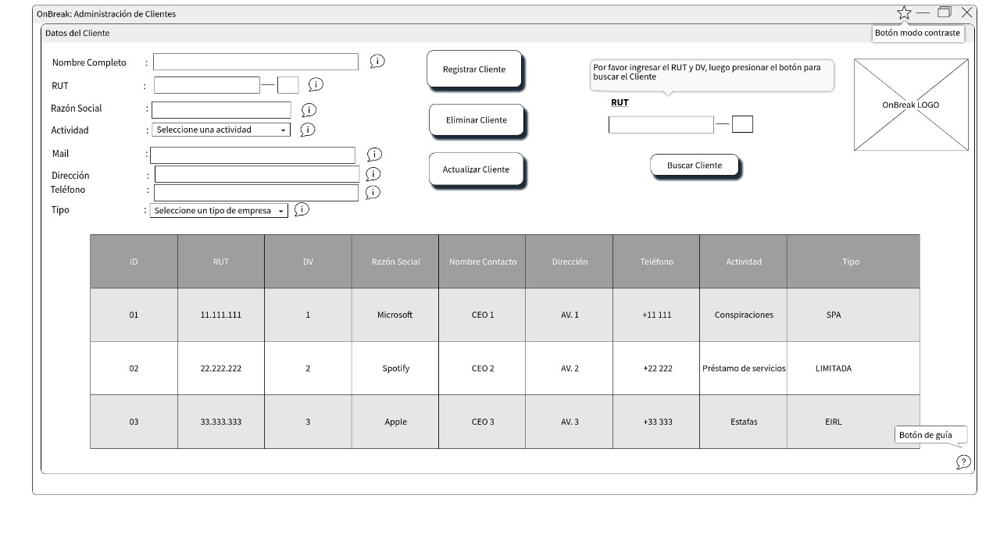 OnBreak: Administración de Clientes
Datos del Cliente
Botón modo contraste
Nombre Completo :
RUT :
Razón Social :
Actividad : Seleccione una actividad
Mail :
Dirección :
Teléfono :
Tipo : Seleccione un tipo de empresa
Registrar Cliente
Eliminar Cliente
Actualizar Cliente
Por favor ingresar el RUT y DV, luego presionar el botón para
buscar el Cliente
RUT
Buscar Cliente
OnBreak LOGO
ID RUT DV Razón Social Nombre Contacto Dirección Teléfono Actividad Tipo
01 11.111.111 1 Microsoft CEO 1 AV. 1 +11 111 Conspiraciones SPA
02 22.222.222 2 Spotify CEO 2 AV. 2 +22 222 Préstamo de servicios LIMITADA
03 33.333.333 3 Apple CEO 3 AV. 3 +33 333 Estafas EIRL
Botón de guía
?